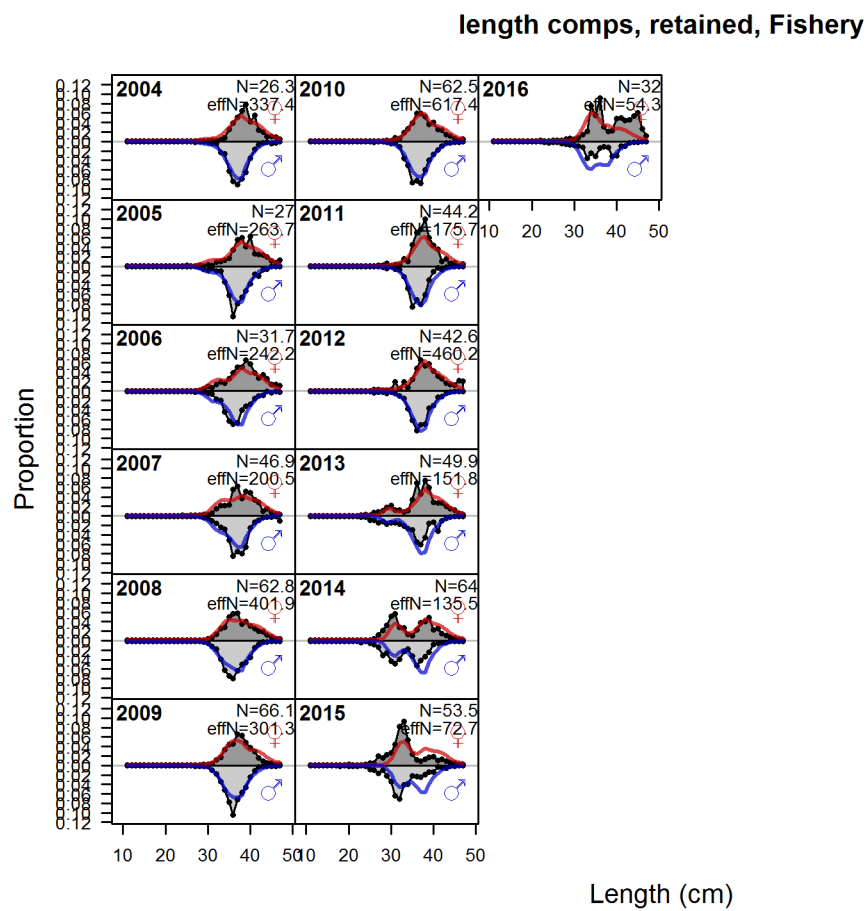 length comps, retained, Fishery
2004
N=26.3
effN=337.4
♀
♂
2005
N=27
effN=263.7
♀
♂
2006
N=31.7
effN=242.2
♀
♂
2007
N=46.9
effN=200.5
♀
♂
2008
N=62.8
effN=401.9
♀
♂
2009
N=66.1
effN=301.3
♀
♂
2010
N=62.5
effN=617.4
♀
♂
2011
N=44.2
effN=175.7
♀
♂
2012
N=42.6
effN=460.2
♀
♂
2013
N=49.9
effN=151.8
♀
♂
2014
N=64
effN=135.5
♀
♂
2015
N=53.5
effN=72.7
♀
♂
2016
N=32
effN=54.3
♀
♂
10 20 30 40 50
10 20 30 40 50
10 20 30 40 50
Proportion
Length (cm)